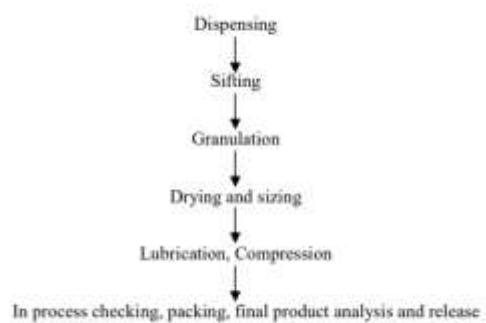 Dispensing
Sifting
Granulation
Drying and sizing
Lubrication, Compression
In process checking, packing, final product analysis and release